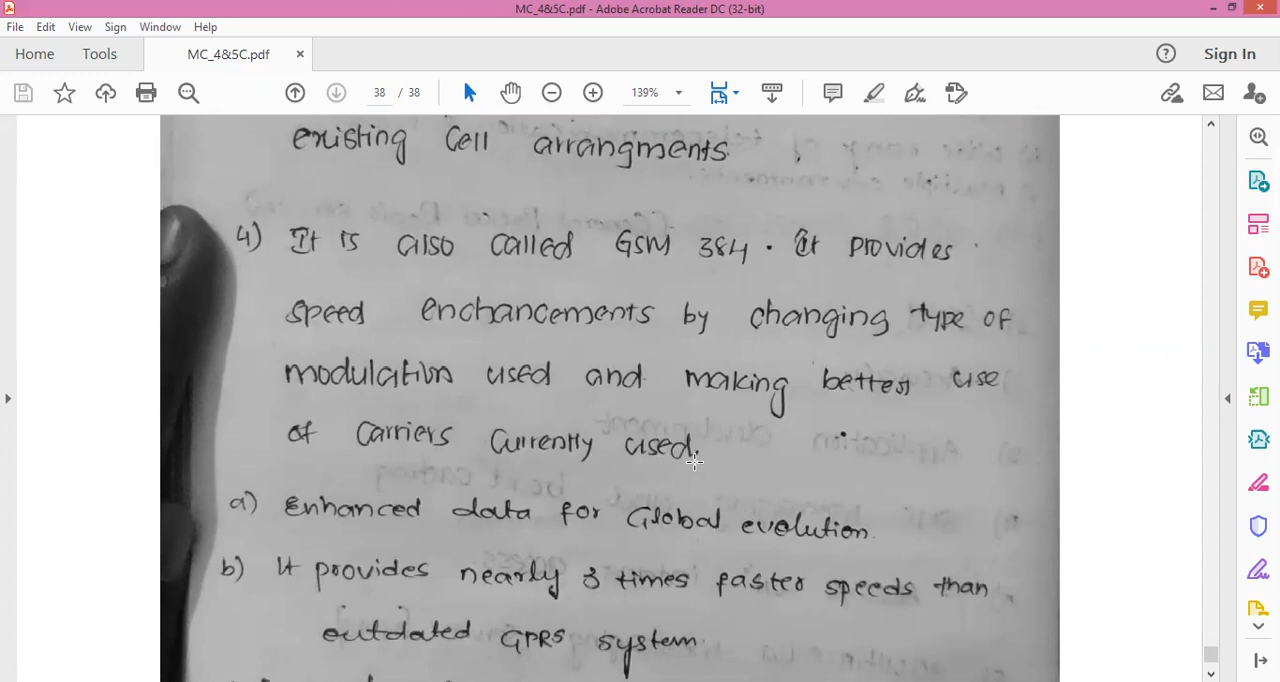 MC_4&5C.pdf - Adobe Acrobat Reader DC (32-bit)
File Edit View Sign Window Help
Home Tools MC_4&5C.pdf × Sign In
38 / 38 139%
existing Cell arrangments
4) It is also called GSM 384. It provides
speed enchancements by changing type of
modulation used and making better use
of Carriers Currently used.
a) Enhanced data for Global evolution.
b) It provides nearly 3 times faster speeds than
outdated GPRS system.